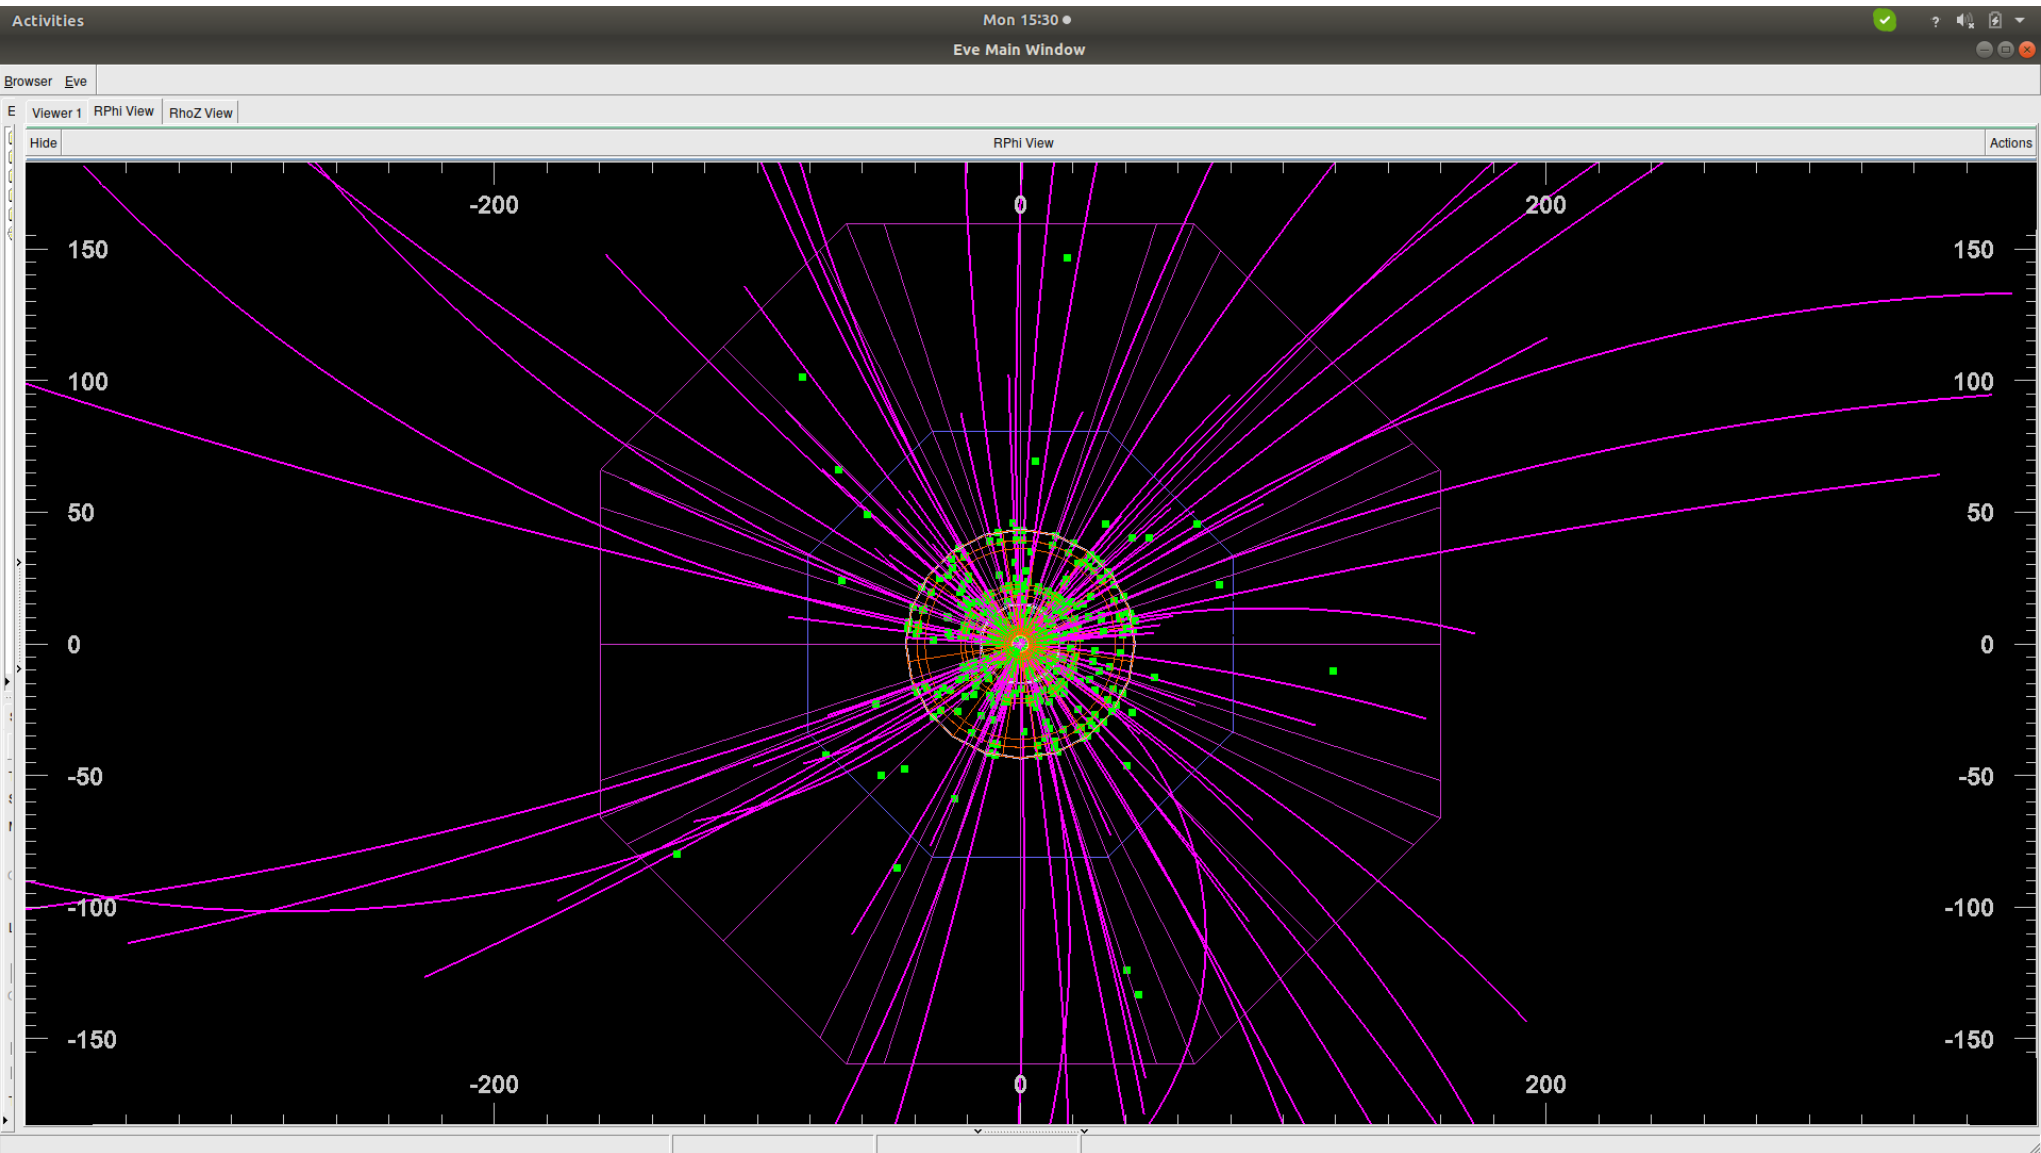 Activities
Mon 15:30
?
Eve Main Window
Browser Eve
E Viewer 1 RPhi View RhoZ View
Hide RPhi View Actions
-200 0 200
150 150
100 100
50 50
0 0
-50 -50
-100 -100
-150 -150
-200 0 200